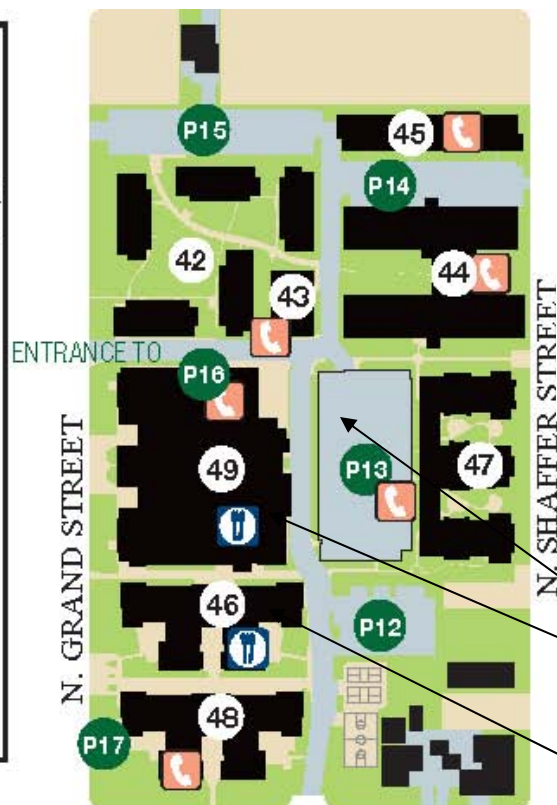 P15
45
P14
42
44
43
ENTRANCE TO
P16
49
P13
47
46
P12
48
P17
N. GRAND STREET
N. SHAFFER STREET